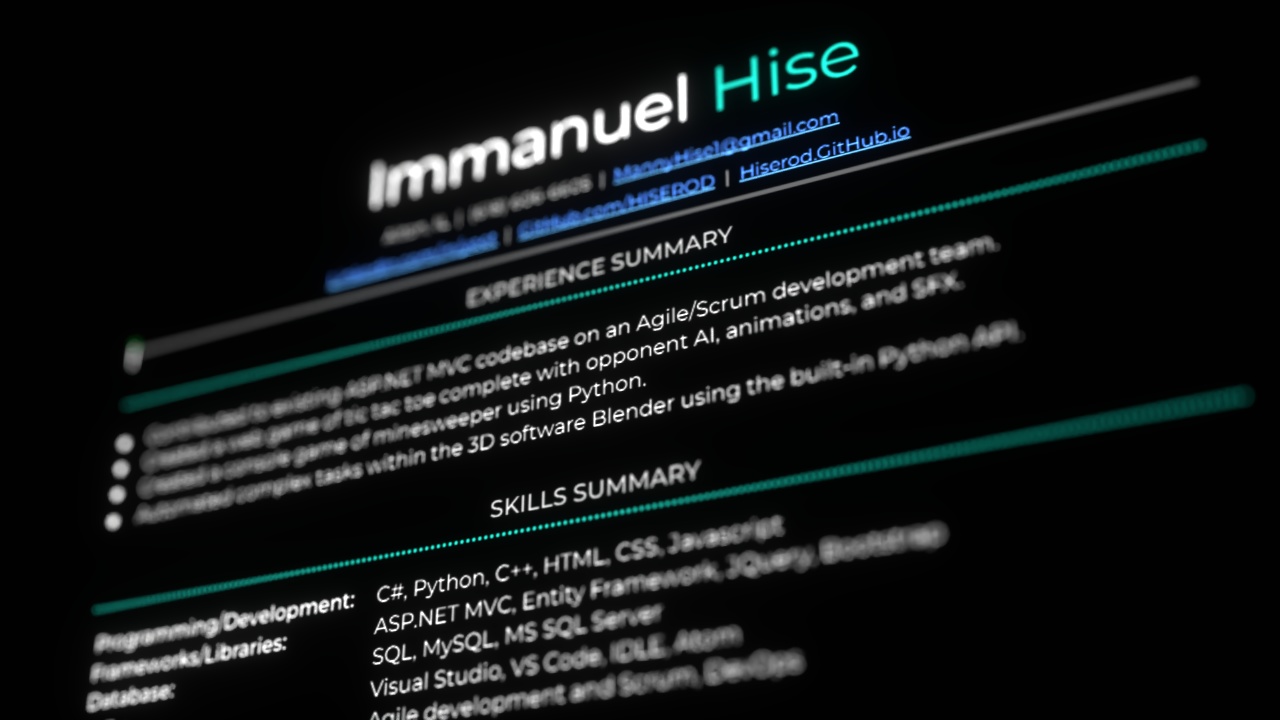 Immanuel Hise
| MannyHise1@gmail.com
| GitHub.com/HISEROD | Hiserod.GitHub.io
EXPERIENCE SUMMARY
Contributed to existing ASP.NET MVC codebase on an Agile/Scrum development team.
Created a web game of tic tac toe complete with opponent AI, animations, and SFX.
Created a console game of minesweeper using Python.
Automated complex tasks within the 3D software Blender using the built-in Python API.
SKILLS SUMMARY
Programming/Development: C#, Python, C++, HTML, CSS, Javascript
Frameworks/Libraries: ASP.NET MVC, Entity Framework, JQuery, Bootstrap
Database: SQL, MySQL, MS SQL Server
Visual Studio, VS Code, IDLE, Atom
Agile development and Scrum, DevOps